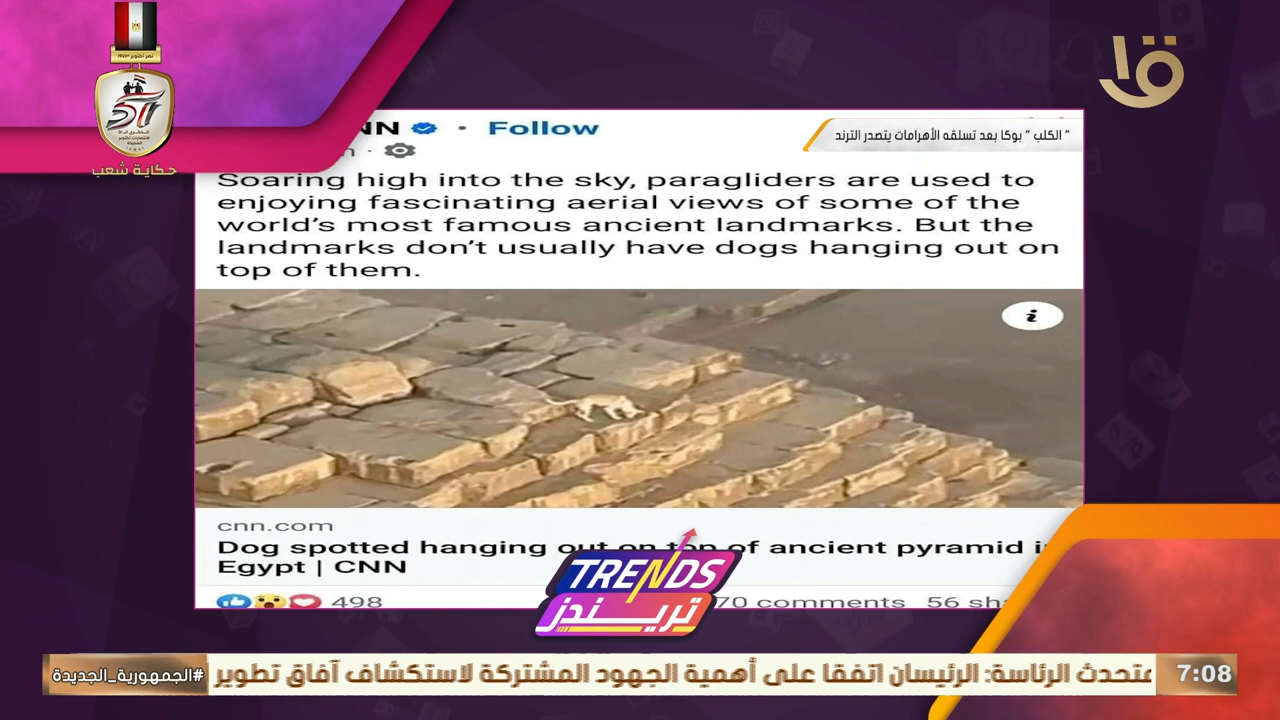 نصر أكتوبر ١٩٧٣
حكاية شعب
NN · Follow
" الكلب " بوكا بعد تسلقه الأهرامات يتصدر الترند
Soaring high into the sky, paragliders are used to
enjoying fascinating aerial views of some of the
world's most famous ancient landmarks. But the
landmarks don't usually have dogs hanging out on
top of them.
i
cnn.com
Dog spotted hanging out on top of ancient pyramid i
Egypt | CNN
498
70 comments 56 sha
TRENDS
تريندز
متحدث الرئاسة: الرئيسان اتفقا على أهمية الجهود المشتركة لاستكشاف آفاق تطوير
#الجمهورية_الجديدة
7:08